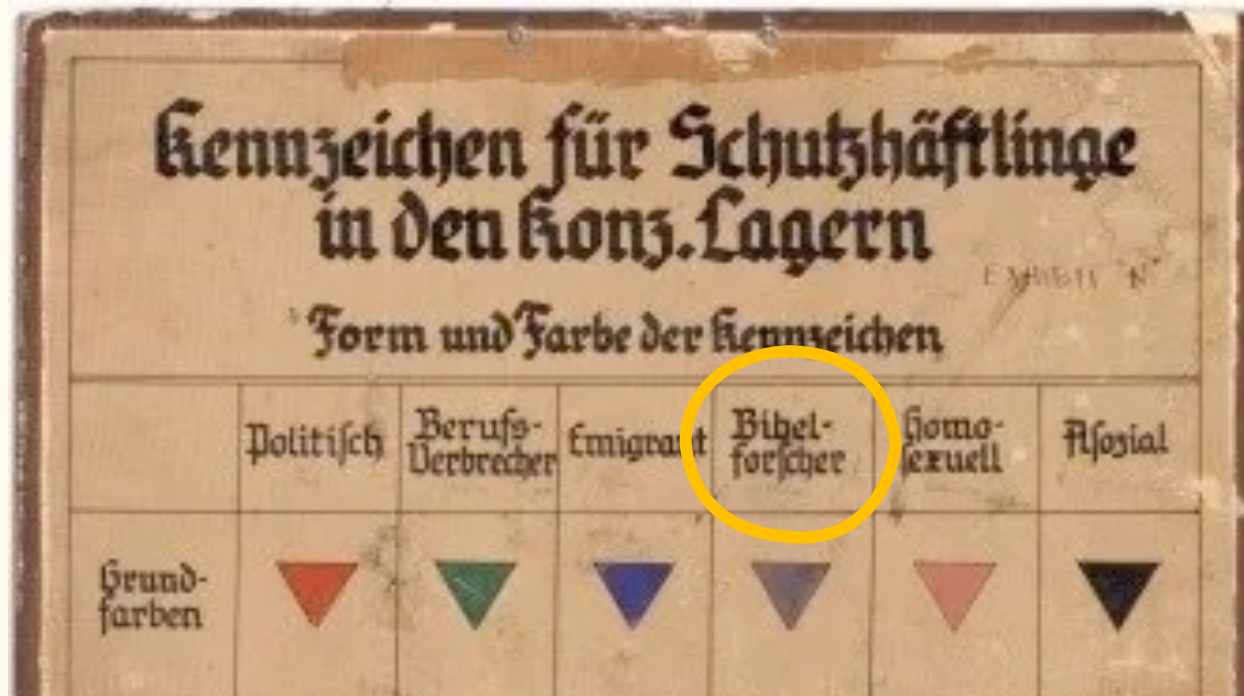 Kennzeichen für Schutzhäftlinge
in den Konz.Lagern
EXHIBIT "N"
Form und Farbe der Kennzeichen
Politisch
Berufs-
Verbrecher
Emigrant
Bibel-
forscher
Homo-
sexuell
Asozial
Grund-
farben